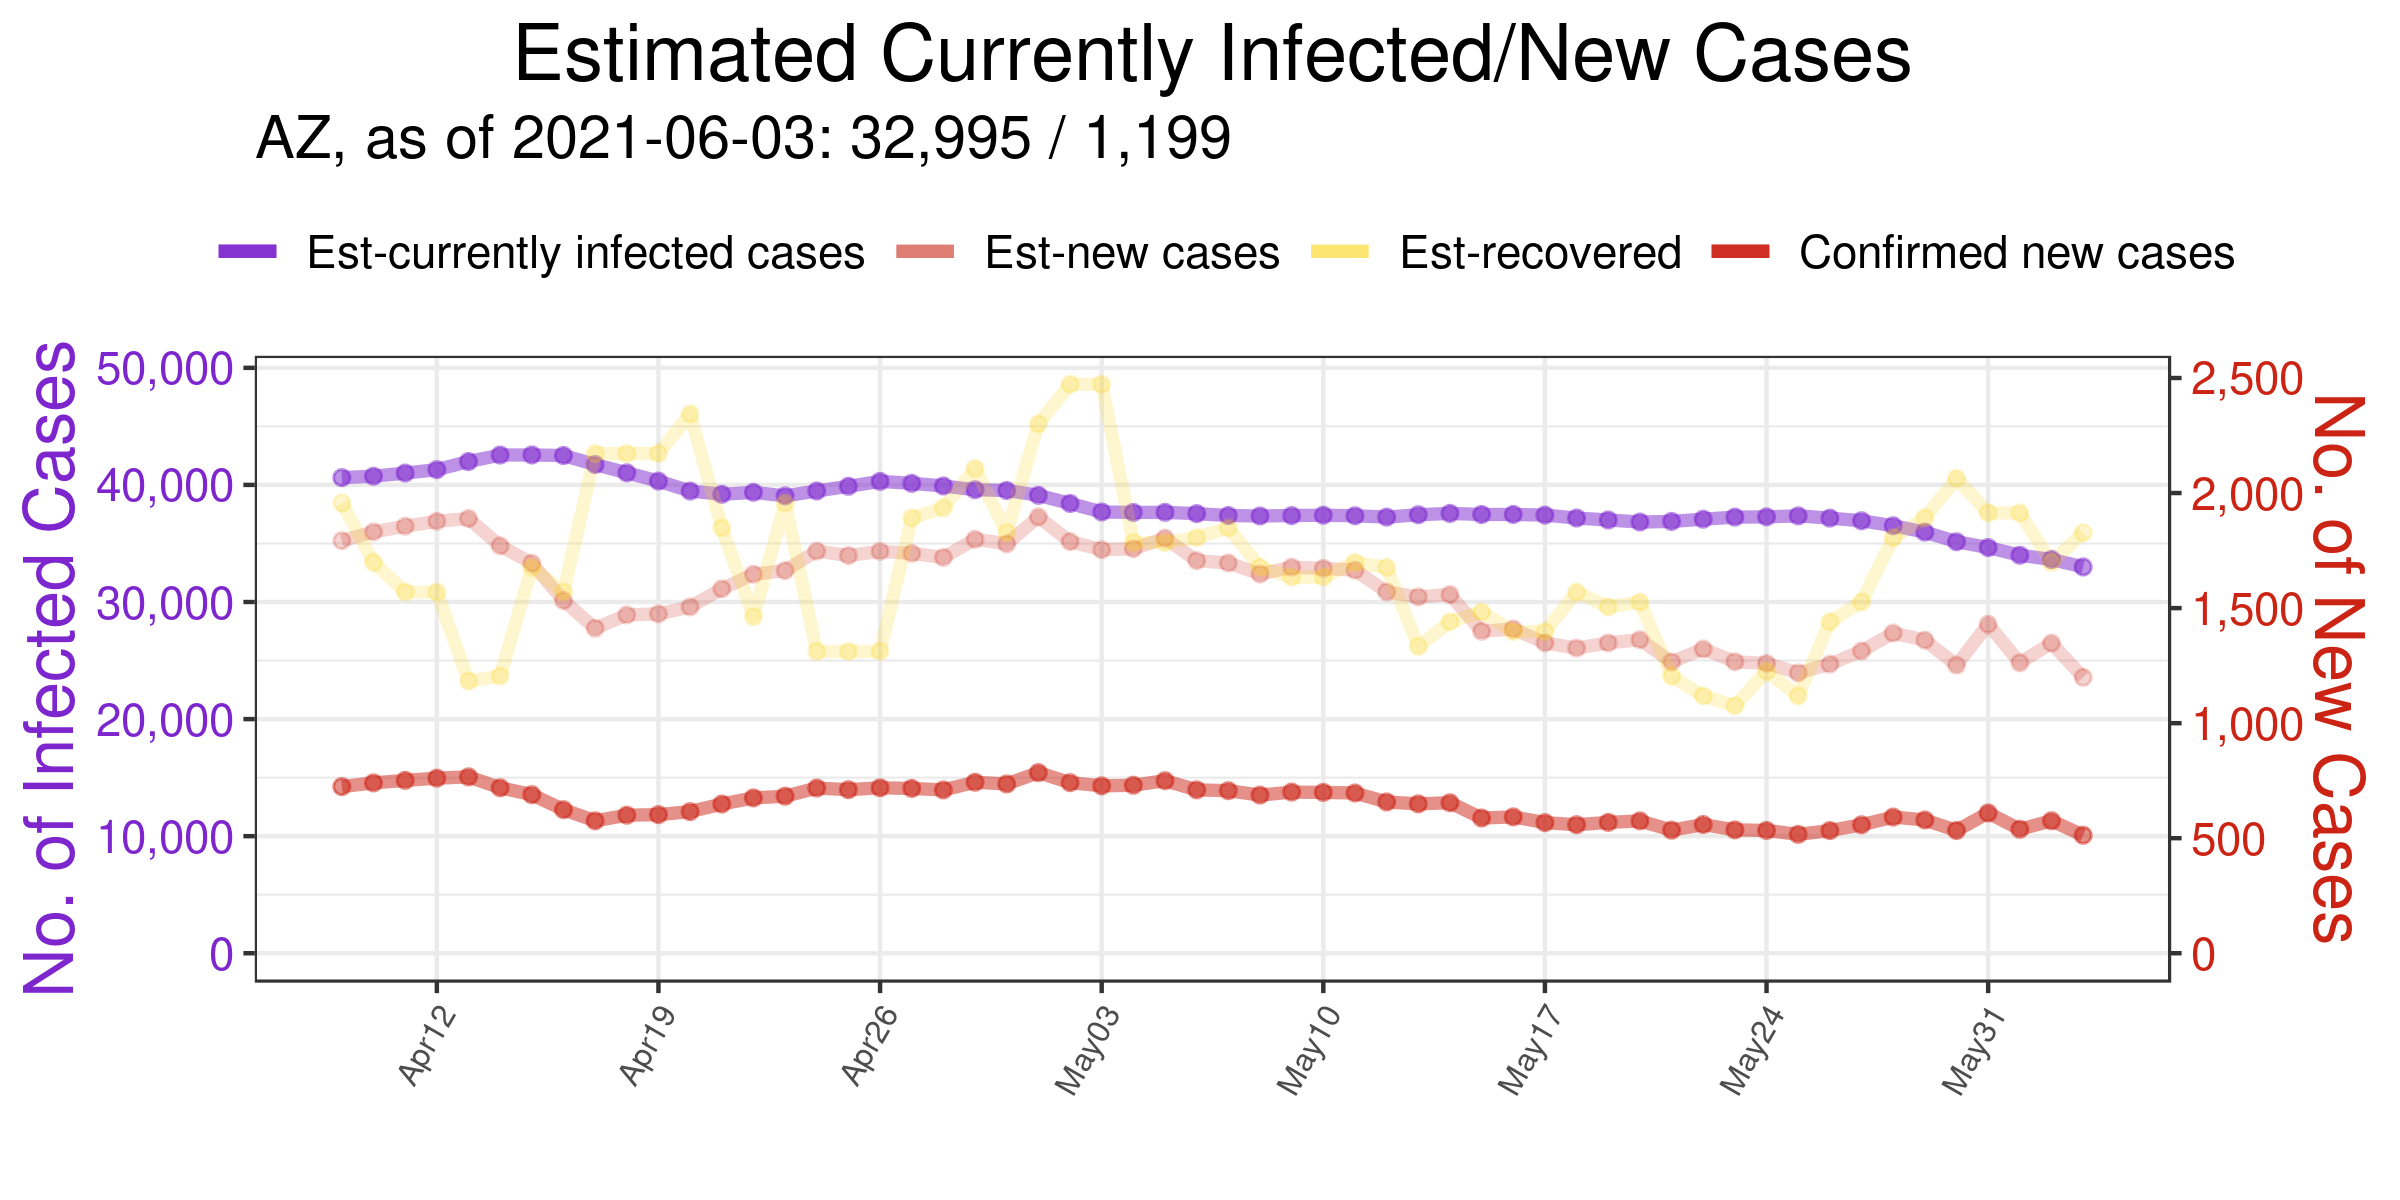 Estimated Currently Infected/New Cases
AZ, as of 2021-06-03: 32,995 / 1,199
Est-currently infected cases Est-new cases Est-recovered Confirmed new cases
No. of Infected Cases
50,000
40,000
30,000
20,000
10,000
0
2,500
2,000
1,500
1,000
500
0
No. of New Cases
Apr12 Apr19 Apr26 May03 May10 May17 May24 May31